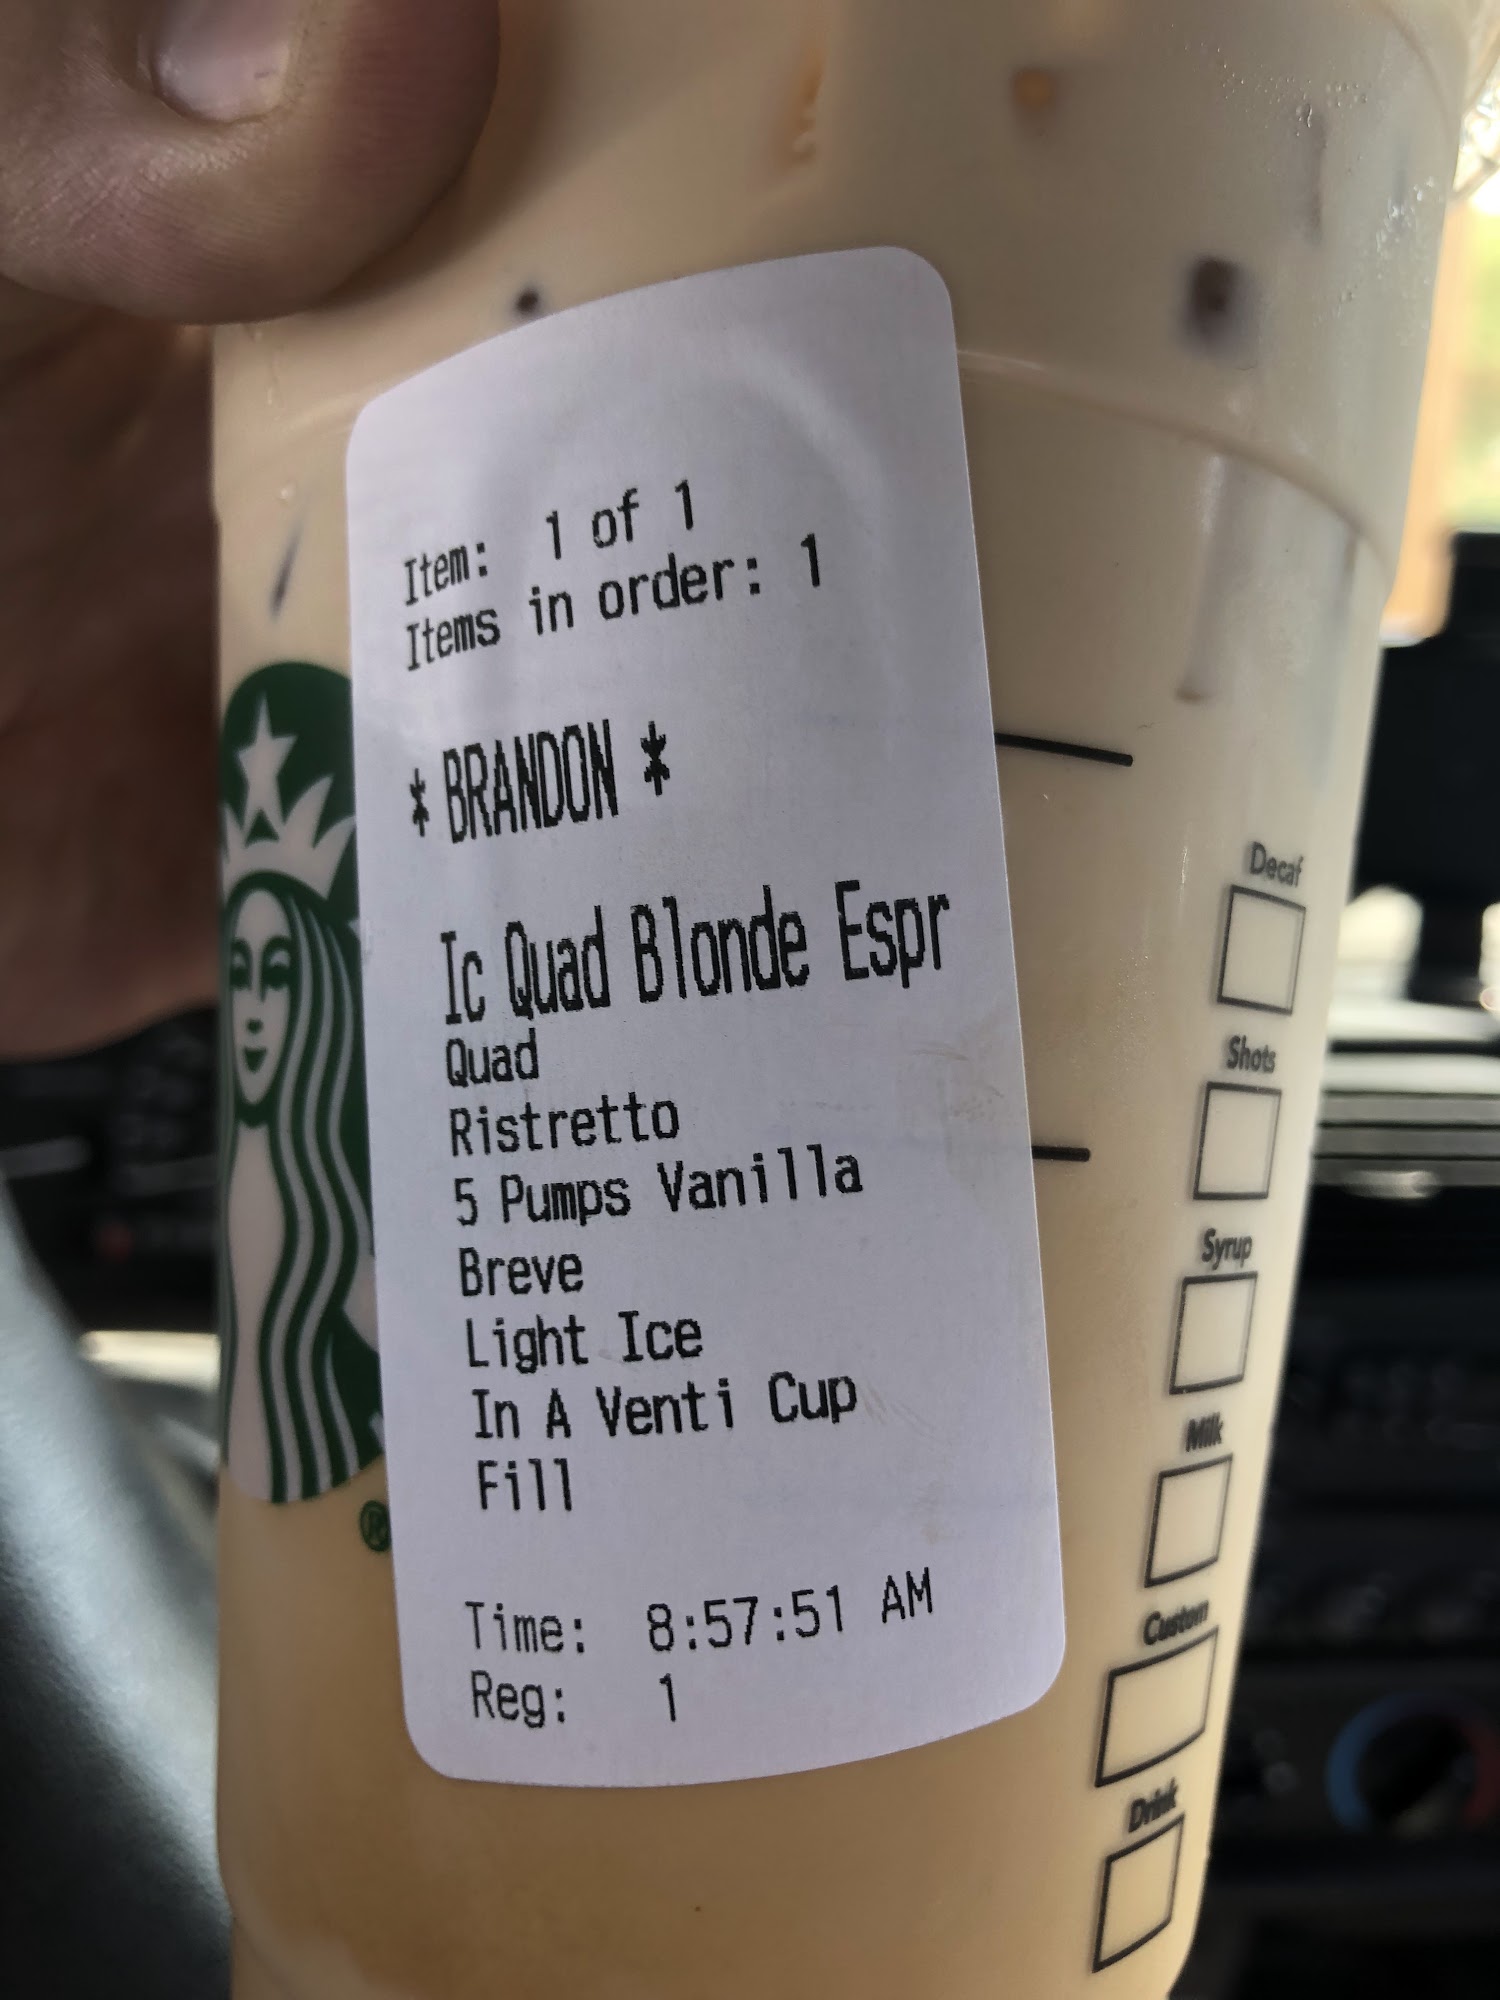 Item: 1 of 1
Items in order: 1
* BRANDON *
Ic Quad Blonde Espr
Quad
Ristretto
5 Pumps Vanilla
Breve
Light Ice
In A Venti Cup
Fill
Time: 8:57:51 AM
Reg: 1
®
Decaf
Shots
Syrup
Milk
Custom
Drink